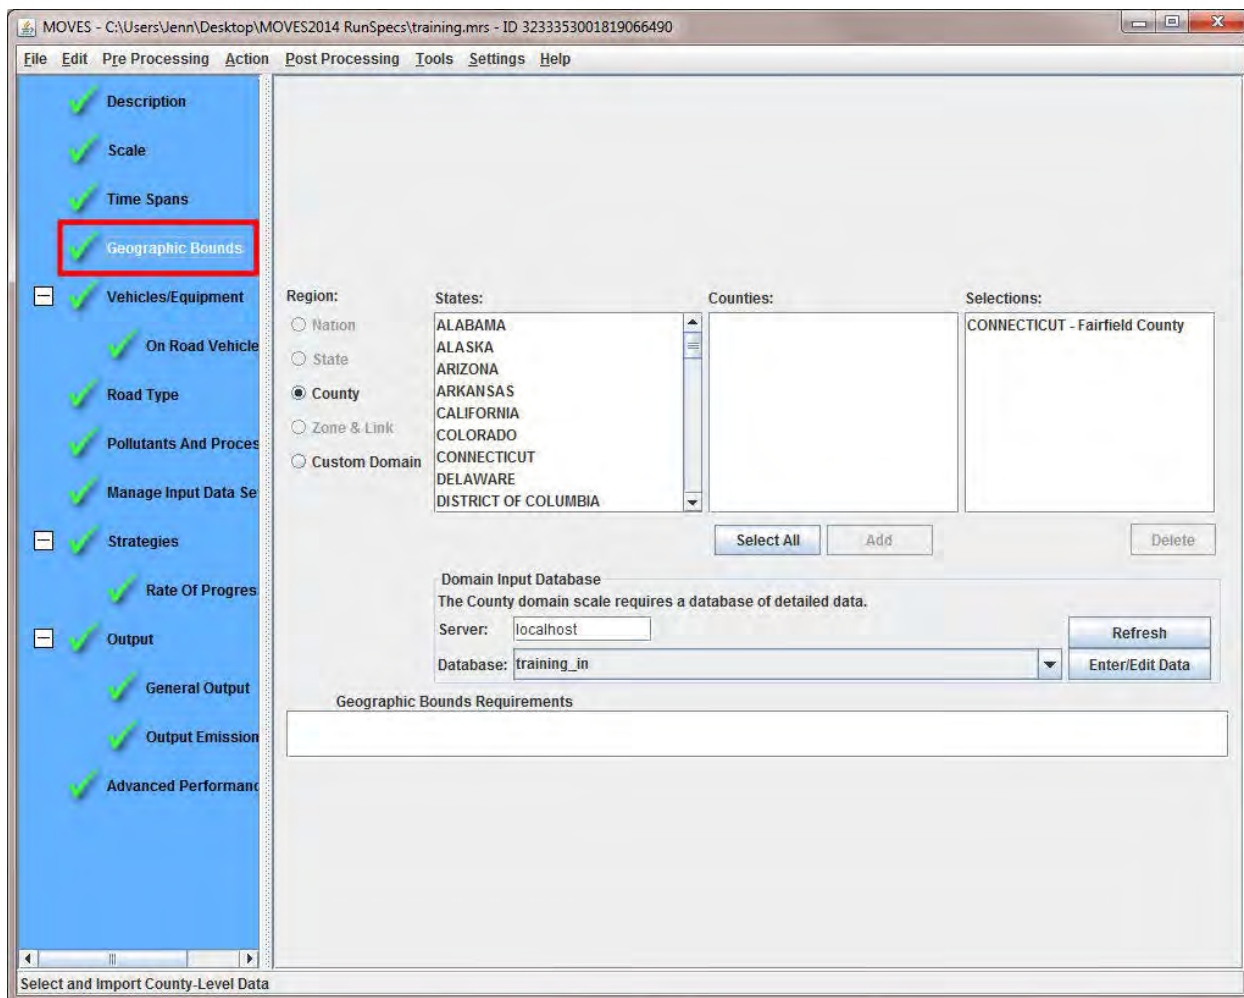 MOVES - C:\Users\Jenn\Desktop\MOVES2014 RunSpecs\training.mrs - ID 3233353001819066490
File Edit Pre Processing Action Post Processing Tools Settings Help
Description
Scale
Time Spans
Geographic Bounds
Vehicles/Equipment
On Road Vehicle
Road Type
Pollutants And Proces
Manage Input Data Se
Strategies
Rate Of Progres
Output
General Output
Output Emission
Advanced Performanc
Region:
Nation
State
County
Zone & Link
Custom Domain
States:
ALABAMA
ALASKA
ARIZONA
ARKANSAS
CALIFORNIA
COLORADO
CONNECTICUT
DELAWARE
DISTRICT OF COLUMBIA
Counties:
Selections:
CONNECTICUT - Fairfield County
Select All
Add
Delete
Domain Input Database
The County domain scale requires a database of detailed data.
Server: localhost
Refresh
Database: training_in
Enter/Edit Data
Geographic Bounds Requirements
Select and Import County-Level Data